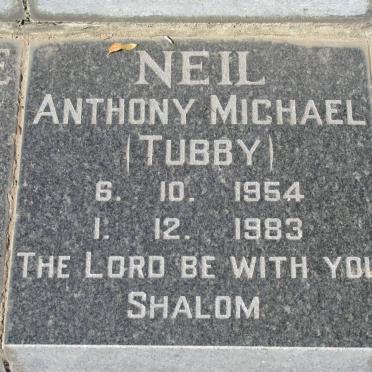 NEIL
ANTHONY MICHAEL
(TUBBY)
6. 10. 1954
1. 12. 1983
THE LORD BE WITH YOU
SHALOM